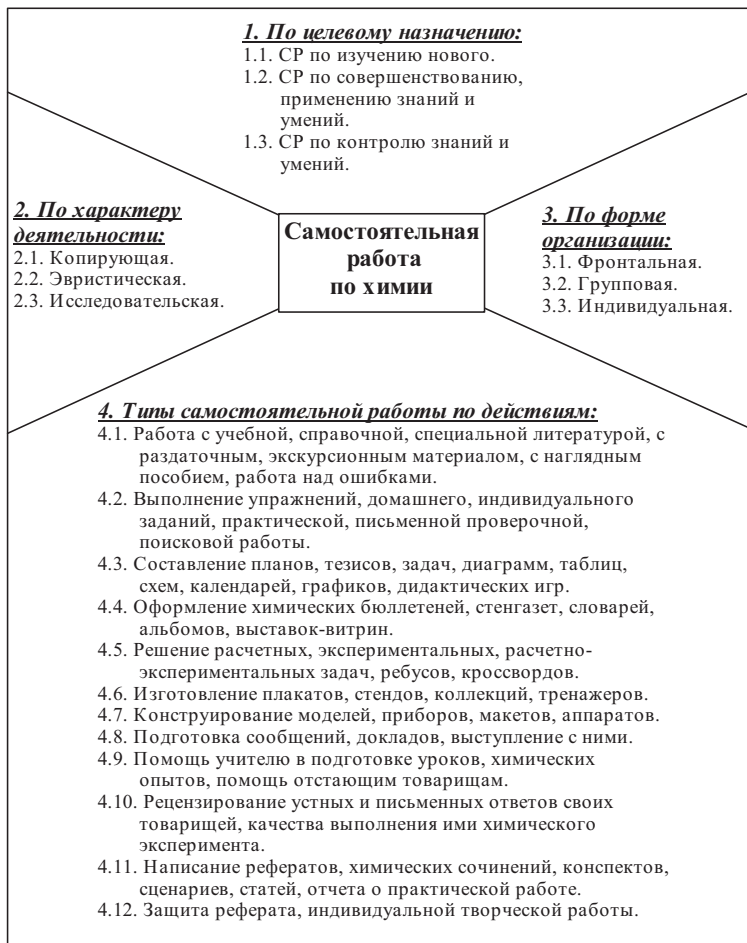 1. По целевому назначению:
1.1. СР по изучению нового.
1.2. СР по совершенствованию,
применению знаний и
умений.
1.3. СР по контролю знаний и
умений.
2. По характеру
деятельности:
2.1. Копирующая.
2.2. Эвристическая.
2.3. Исследовательская.
Самостоятельная
работа
по химии
3. По форме
организации:
3.1. Фронтальная.
3.2. Групповая.
3.3. Индивидуальная.
4. Типы самостоятельной работы по действиям:
4.1. Работа с учебной, справочной, специальной литературой, с
раздаточным, экскурсионным материалом, с наглядным
пособием, работа над ошибками.
4.2. Выполнение упражнений, домашнего, индивидуального
заданий, практической, письменной проверочной,
поисковой работы.
4.3. Составление планов, тезисов, задач, диаграмм, таблиц,
схем, календарей, графиков, дидактических игр.
4.4. Оформление химических бюллетеней, стенгазет, словарей,
альбомов, выставок-витрин.
4.5. Решение расчетных, экспериментальных, расчетно-
экспериментальных задач, ребусов, кроссвордов.
4.6. Изготовление плакатов, стендов, коллекций, тренажеров.
4.7. Конструирование моделей, приборов, макетов, аппаратов.
4.8. Подготовка сообщений, докладов, выступление с ними.
4.9. Помощь учителю в подготовке уроков, химических
опытов, помощь отстающим товарищам.
4.10. Рецензирование устных и письменных ответов своих
товарищей, качества выполнения ими химического
эксперимента.
4.11. Написание рефератов, химических сочинений, конспектов,
сценариев, статей, отчета о практической работе.
4.12. Защита реферата, индивидуальной творческой работы.